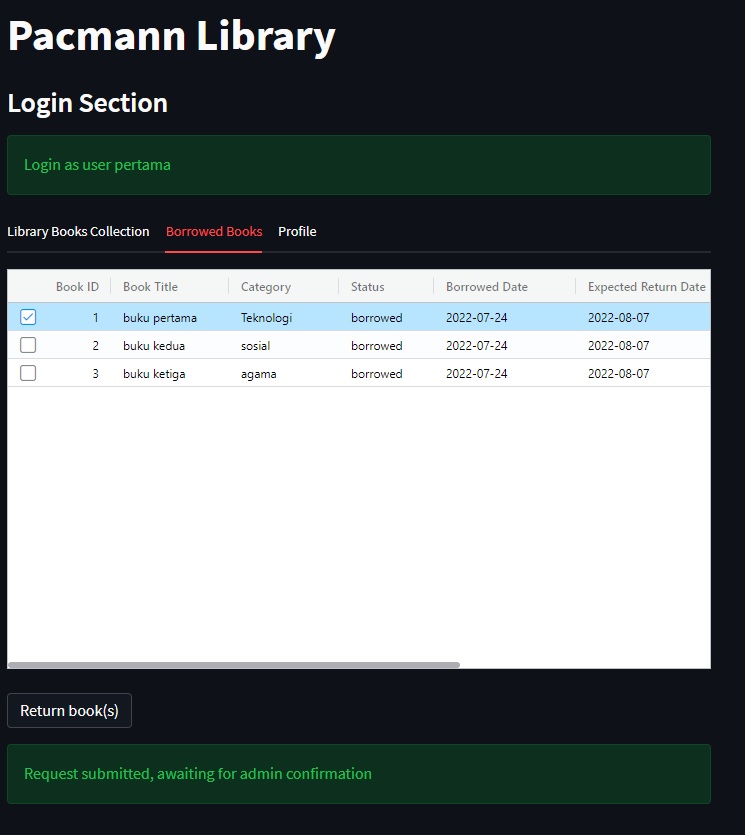 Pacmann Library
Login Section
Login as user pertama
Library Books Collection Borrowed Books Profile
Book ID Book Title Category Status Borrowed Date Expected Return Date
1 buku pertama Teknologi borrowed 2022-07-24 2022-08-07
2 buku kedua sosial borrowed 2022-07-24 2022-08-07
3 buku ketiga agama borrowed 2022-07-24 2022-08-07
Return book(s)
Request submitted, awaiting for admin confirmation